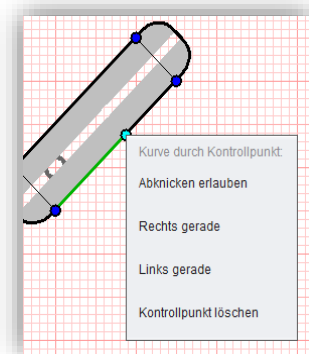 Kurve durch Kontrollpunkt:
Abknicken erlauben
Rechts gerade
Links gerade
Kontrollpunkt löschen